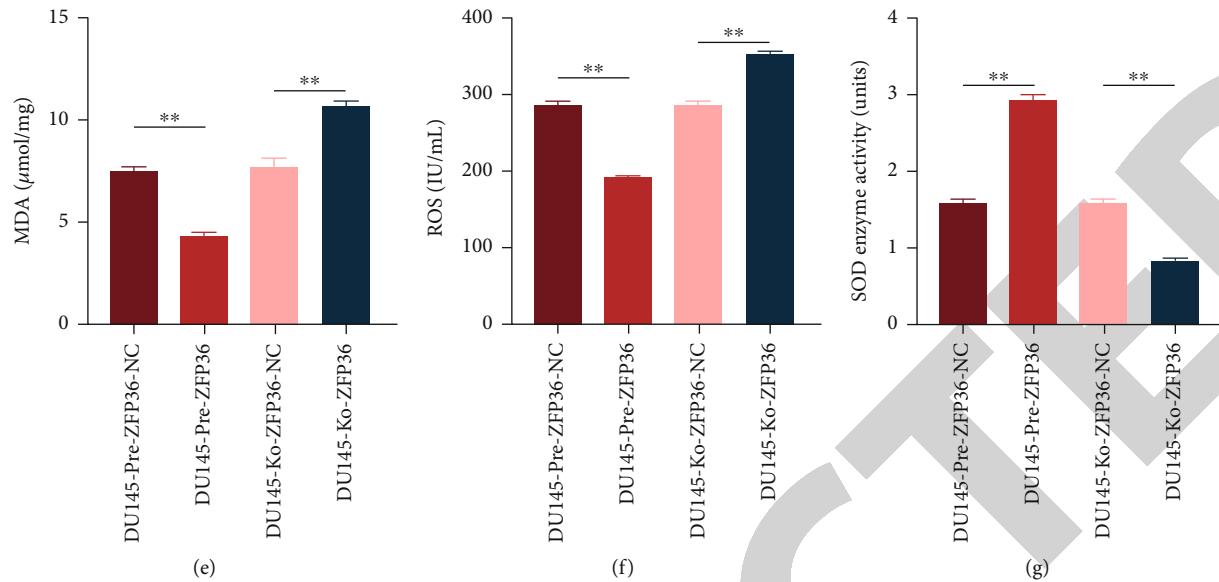 15
10
5
0
MDA (μmol/mg)
**
**
DU145-Pre-ZFP36-NC
DU145-Pre-ZFP36
DU145-Ko-ZFP36-NC
DU145-Ko-ZFP36
(e)
400
300
200
100
0
ROS (IU/mL)
**
**
DU145-Pre-ZFP36-NC
DU145-Pre-ZFP36
DU145-Ko-ZFP36-NC
DU145-Ko-ZFP36
(f)
4
3
2
1
0
SOD enzyme activity (units)
**
**
DU145-Pre-ZFP36-NC
DU145-Pre-ZFP36
DU145-Ko-ZFP36-NC
DU145-Ko-ZFP36
(g)
CTE